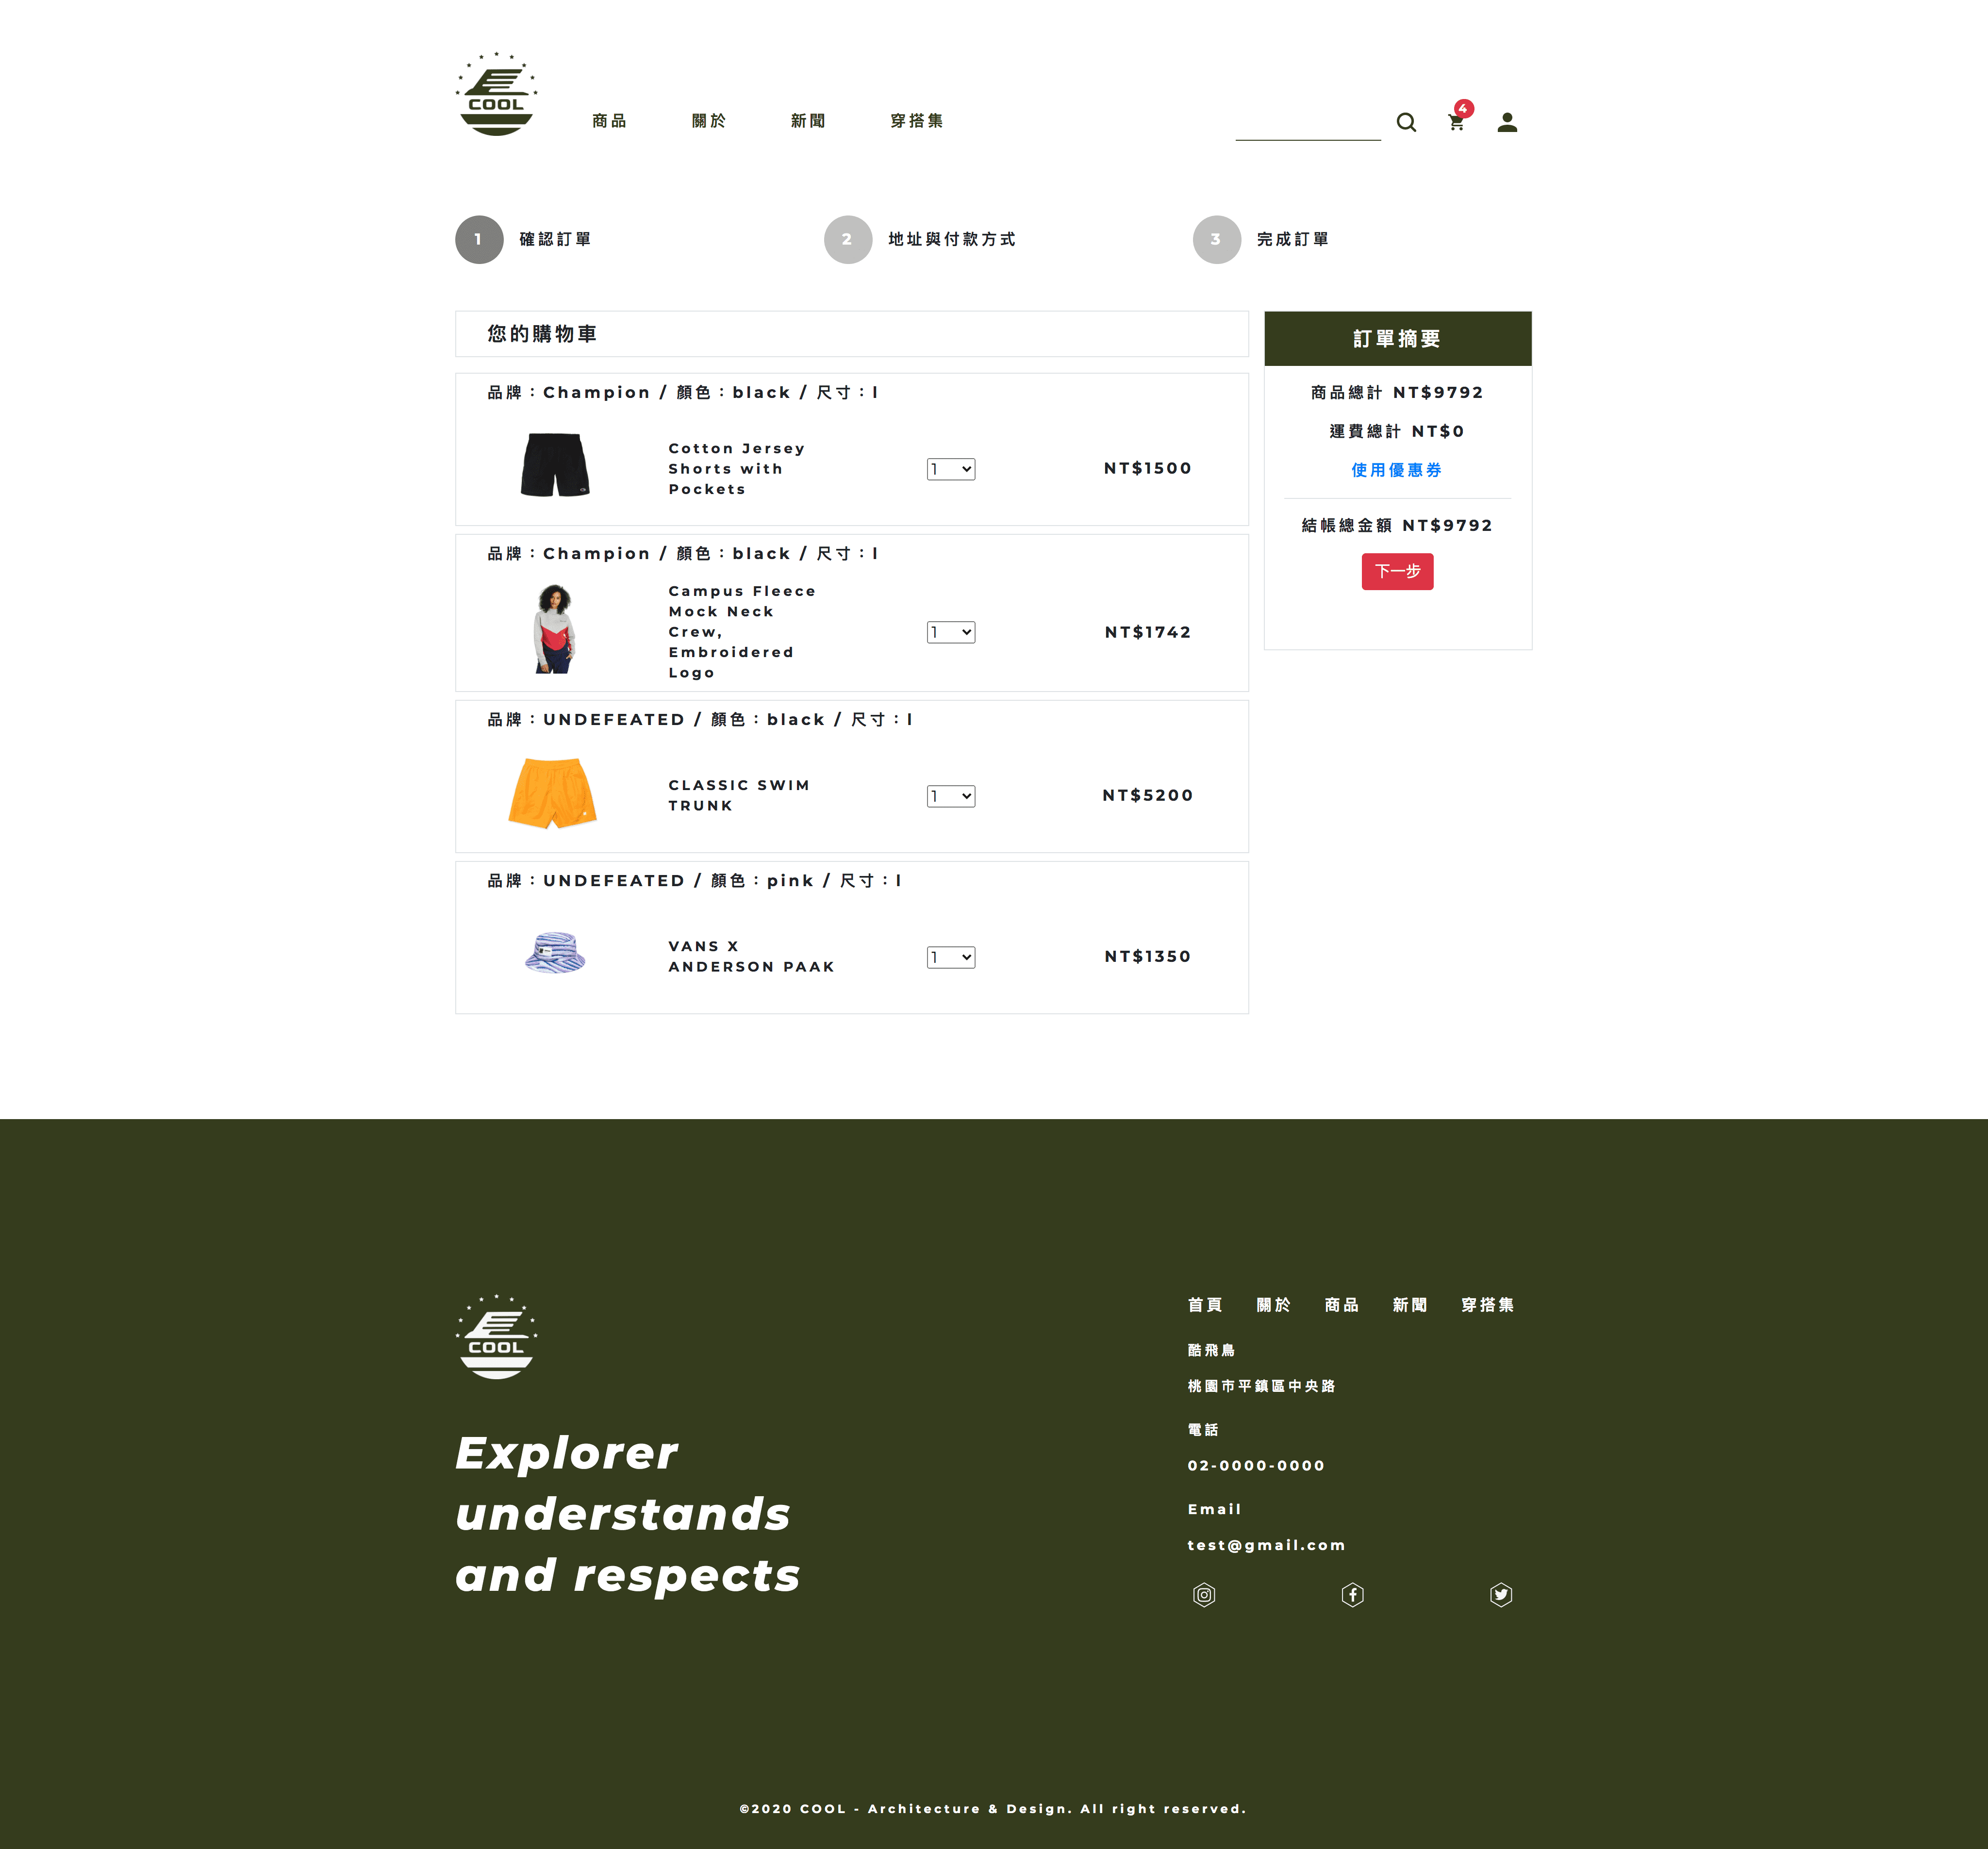 COOL
商品 關於 新聞 穿搭集
4
1 確認訂單
2 地址與付款方式
3 完成訂單
您的購物車
品牌：Champion / 顏色：black / 尺寸：l
Cotton Jersey
Shorts with
Pockets
1
NT$1500
品牌：Champion / 顏色：black / 尺寸：l
Campus Fleece
Mock Neck
Crew,
Embroidered
Logo
1
NT$1742
品牌：UNDEFEATED / 顏色：black / 尺寸：l
CLASSIC SWIM
TRUNK
1
NT$5200
品牌：UNDEFEATED / 顏色：pink / 尺寸：l
VANS X
ANDERSON PAAK
1
NT$1350
訂單摘要
商品總計 NT$9792
運費總計 NT$0
使用優惠券
結帳總金額 NT$9792
下一步
COOL
Explorer
understands
and respects
首頁 關於 商品 新聞 穿搭集
酷飛鳥
桃園市平鎮區中央路
電話
02-0000-0000
Email
test@gmail.com
©2020 COOL - Architecture & Design. All right reserved.